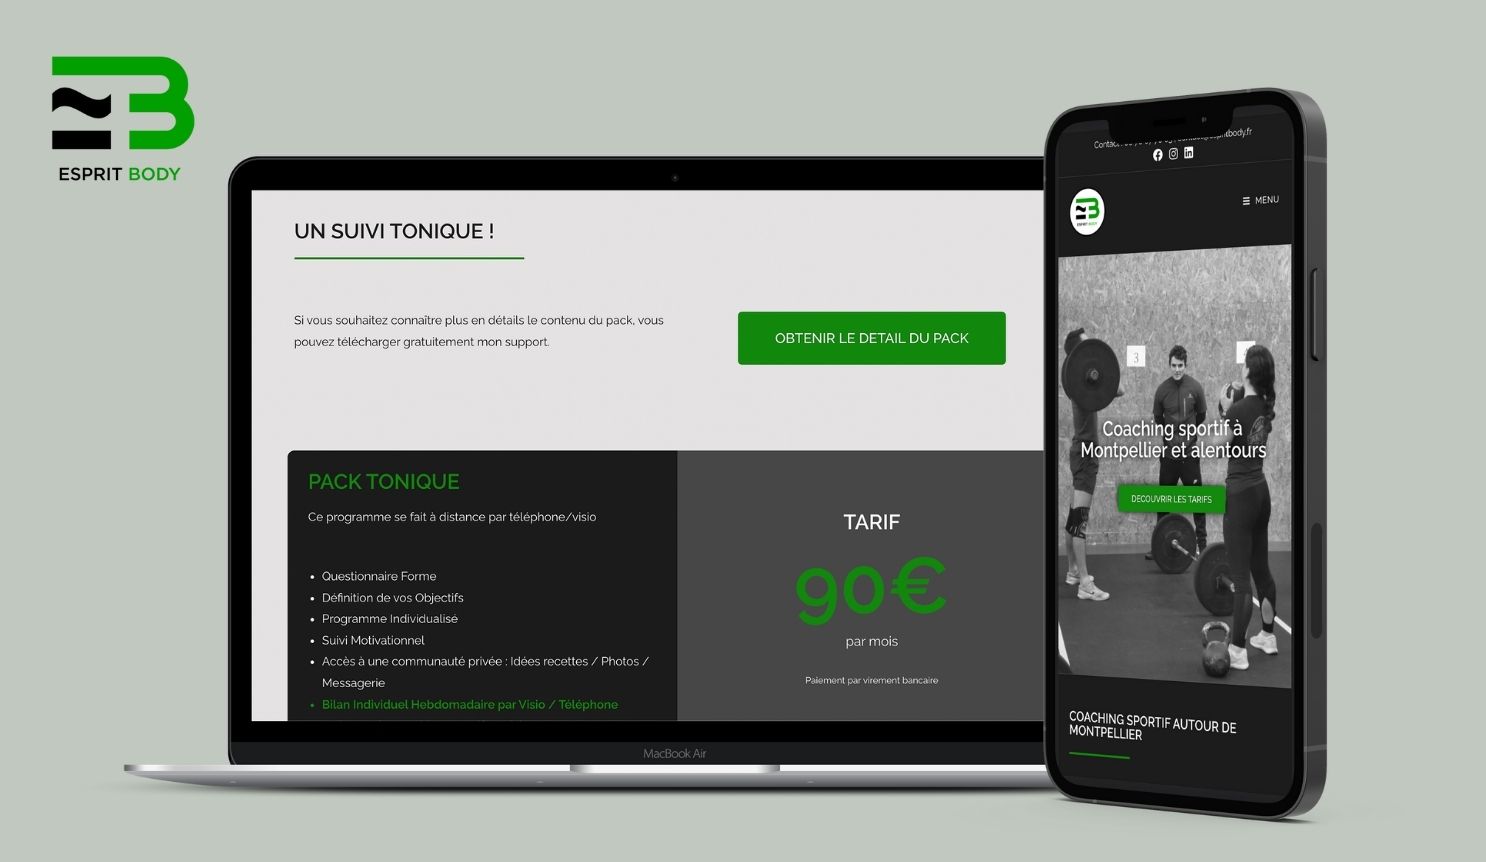 ESPRIT BODY
UN SUIVI TONIQUE !
Si vous souhaitez connaître plus en détails le contenu du pack, vous
pouvez télécharger gratuitement mon support.
OBTENIR LE DETAIL DU PACK
PACK TONIQUE
Ce programme se fait à distance par téléphone/visio
• Questionnaire Forme
• Définition de vos Objectifs
• Programme Individualisé
• Suivi Motivationnel
• Accès à une communauté privée : Idées recettes / Photos /
Messagerie
• Bilan Individuel Hebdomadaire par Visio / Téléphone
TARIF
90€
par mois
Paiement par virement bancaire
MacBook Air
Contact
MENU
ESPRIT BODY
3
Coaching sportif à
Montpellier et alentours
DECOUVRIR LES TARIFS
COACHING SPORTIF AUTOUR DE
MONTPELLIER